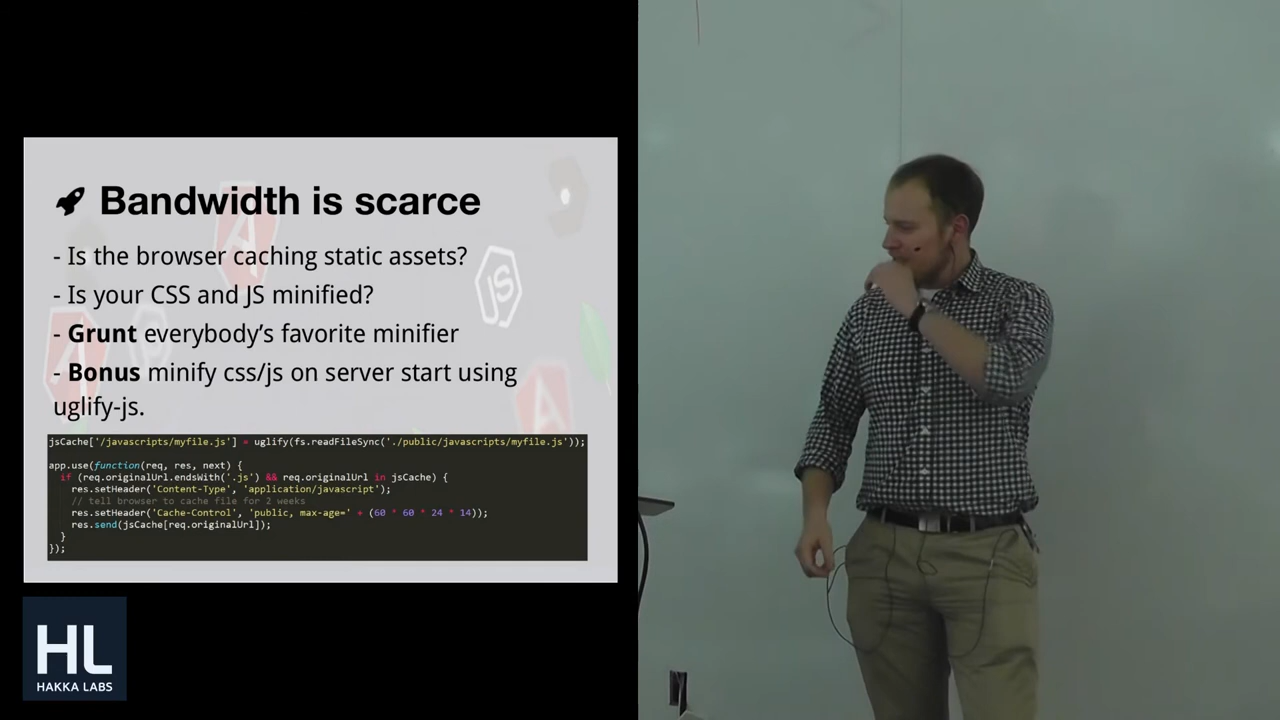 Bandwidth is scarce
- Is the browser caching static assets?
- Is your CSS and JS minified?
- Grunt everybody's favorite minifier
- Bonus minify css/js on server start using
uglify-js.
jsCache['/javascripts/myfile.js'] = uglify(fs.readFileSync('./public/javascripts/myfile.js'));
app.use(function(req, res, next) {
if (req.originalUrl.endsWith('.js') && req.originalUrl in jsCache) {
res.setHeader('Content-Type', 'application/javascript');
// tell browser to cache file for 2 weeks
res.setHeader('Cache-Control', 'public, max-age=' + (60 * 60 * 24 * 14));
res.send(jsCache[req.originalUrl]);
}
});
JS
HL
HAKKA LABS